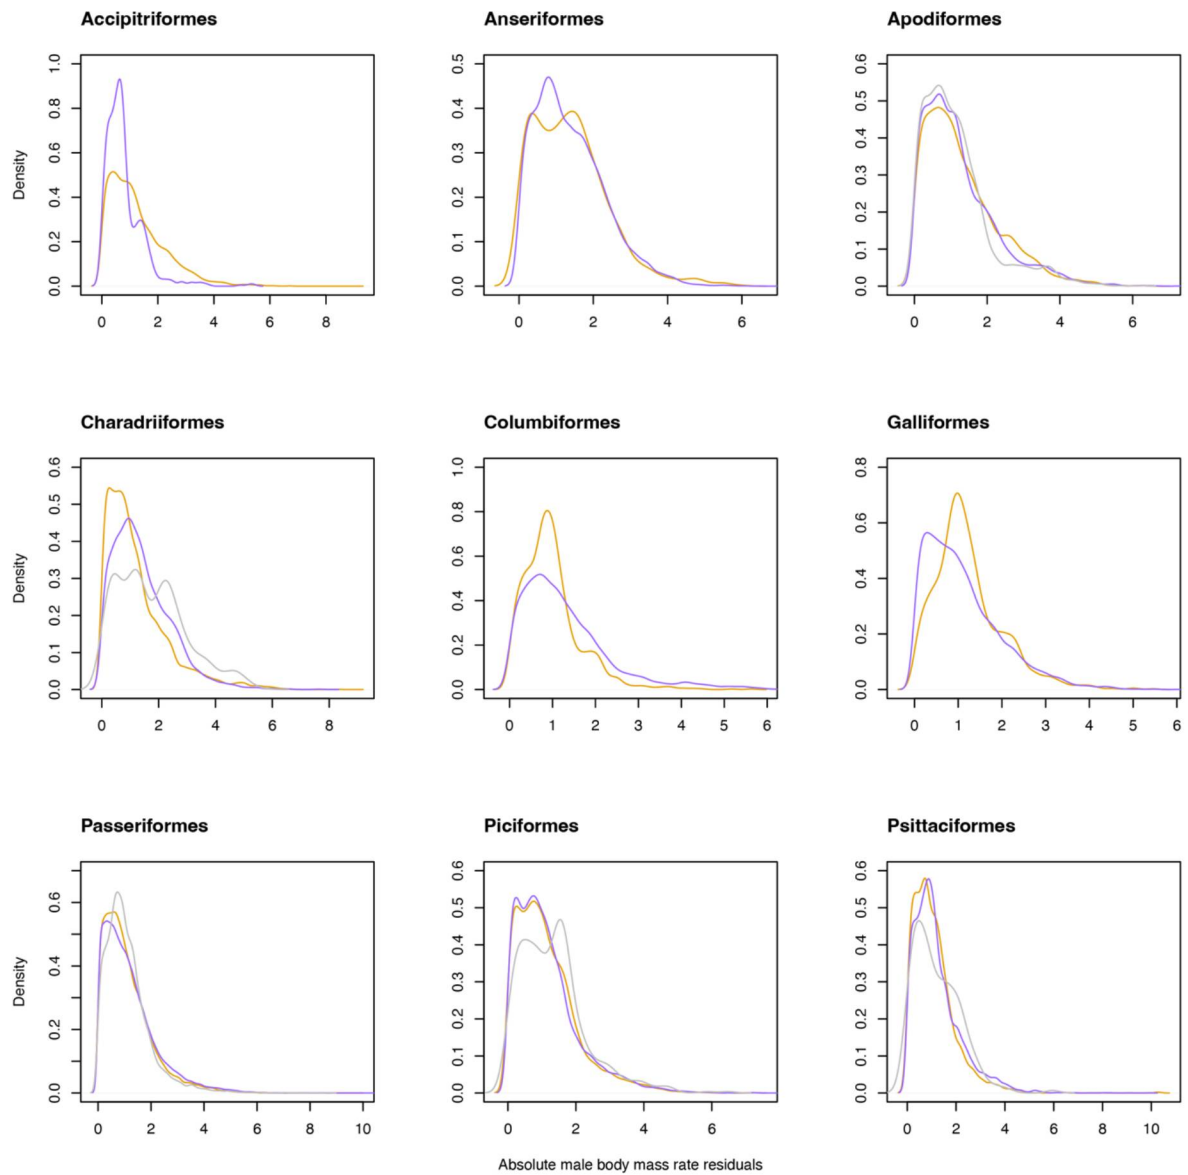 Accipitriformes
Anseriformes
Apodiformes
Density
0.0 0.2 0.4 0.6 0.8 1.0
0 2 4 6 8
0.0 0.1 0.2 0.3 0.4 0.5
0 2 4 6
0.0 0.1 0.2 0.3 0.4 0.5 0.6
0 2 4 6
Charadriiformes
Columbiformes
Galliformes
Density
0.0 0.1 0.2 0.3 0.4 0.5 0.6
0 2 4 6 8
0.0 0.2 0.4 0.6 0.8 1.0
0 1 2 3 4 5 6
0.0 0.2 0.4 0.6 0.8
0 1 2 3 4 5 6
Passeriformes
Piciformes
Psittaciformes
Density
0.0 0.2 0.4 0.6
0 2 4 6 8 10
0.0 0.1 0.2 0.3 0.4 0.5 0.6
0 2 4 6
0.0 0.1 0.2 0.3 0.4 0.5 0.6
0 2 4 6 8 10
Absolute male body mass rate residuals